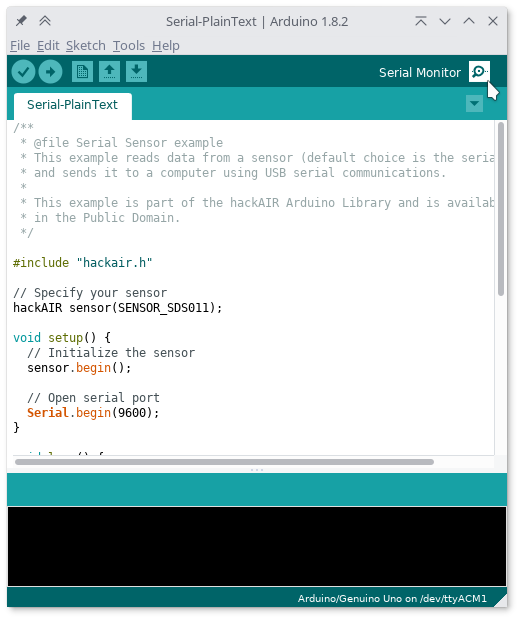 Serial-PlainText | Arduino 1.8.2
File Edit Sketch Tools Help
Serial Monitor
Serial-PlainText
/**
 * @file Serial Sensor example
 * This example reads data from a sensor (default choice is the seria
 * and sends it to a computer using USB serial communications.
 *
 * This example is part of the hackAIR Arduino Library and is availab
 * in the Public Domain.
 */
#include "hackair.h"
// Specify your sensor
hackAIR sensor(SENSOR_SDS011);
void setup() {
  // Initialize the sensor
  sensor.begin();
  // Open serial port
  Serial.begin(9600);
}
Arduino/Genuino Uno on /dev/ttyACM1